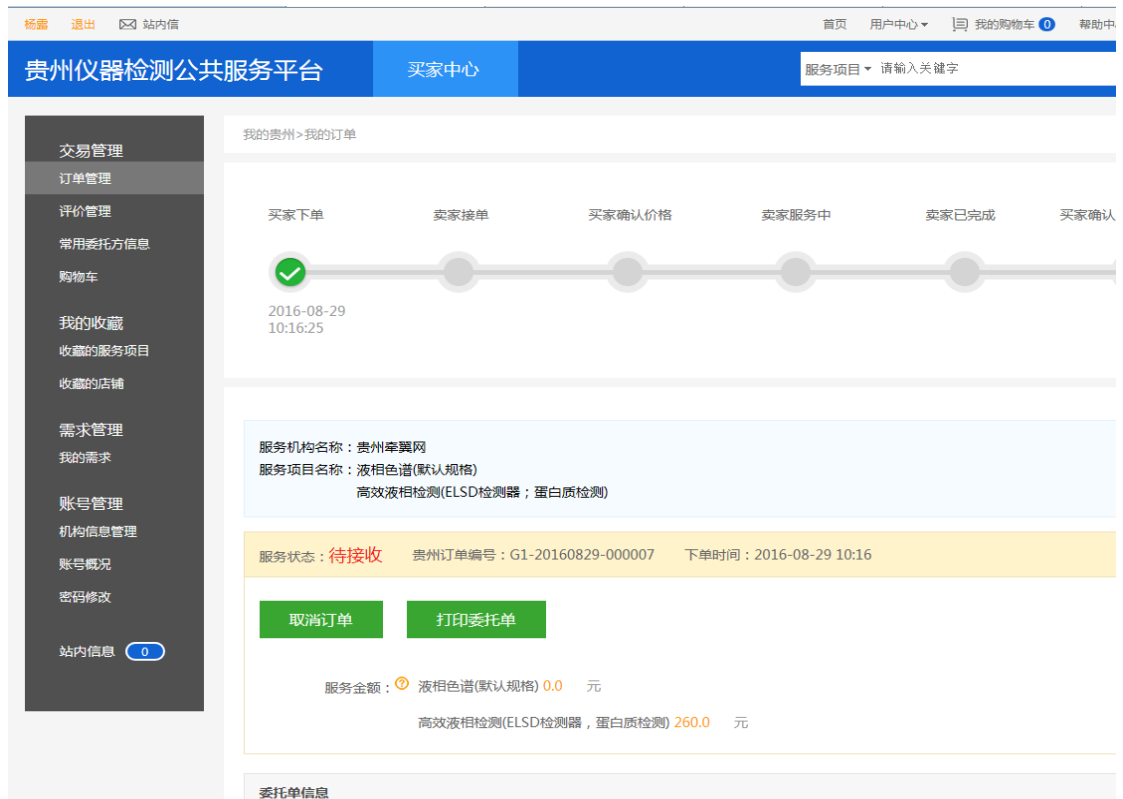 杨露 退出 站内信 首页 用户中心 我的购物车 0 帮助中
贵州仪器检测公共服务平台 买家中心 服务项目 请输入关键字
我的贵州>我的订单
交易管理
订单管理
评价管理
常用委托方信息
购物车
我的收藏
收藏的服务项目
收藏的店铺
需求管理
我的需求
账号管理
机构信息管理
账号概况
密码修改
站内信息 0
买家下单 卖家接单 买家确认价格 卖家服务中 卖家已完成 买家确认
2016-08-29
10:16:25
服务机构名称：贵州牵翼网
服务项目名称：液相色谱(默认规格)
高效液相检测(ELSD检测器；蛋白质检测)
服务状态：待接收 贵州订单编号：G1-20160829-000007 下单时间：2016-08-29 10:16
取消订单 打印委托单
服务金额：? 液相色谱(默认规格) 0.0 元
高效液相检测(ELSD检测器，蛋白质检测) 260.0 元
委托单信息